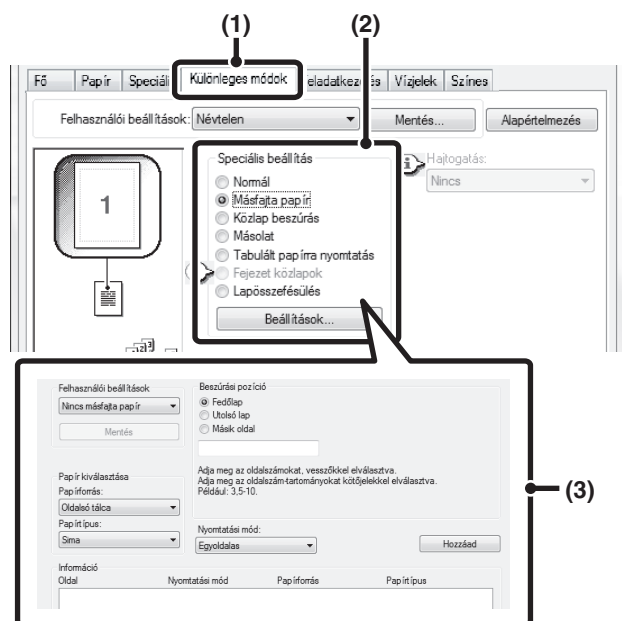 (1) (2)
Fő Papír Speciáli Különleges módok eladatkezelés Vízjelek Színes
Felhasználói beállítások: Névtelen Mentés... Alapértelmezés
Speciális beállítás
Hajtogatás:
Normál
Nincs
Másfajta papír
1
Közlap beszúrás
Másolat
Tabulált papírra nyomtatás
Fejezet közlapok
Lapösszefésülés
Beállítások...
Felhasználói beállítások
Beszúrási pozíció
Nincs másfajta papír
Fedőlap
Utolsó lap
Mentés
Másik oldal
Adja meg az oldalszámokat, vesszőkkel elválasztva.
Papír kiválasztása
Adja meg az oldalszám-tartományokat kötőjelekkel elválasztva.
Papírforrás:
Például: 3,5-10.
(3)
Oldalsó tálca
Papírtípus:
Nyomtatási mód:
Sima
Egyoldalas
Hozzáad
Információ
Oldal Nyomtatási mód Papírforrás Papírtípus